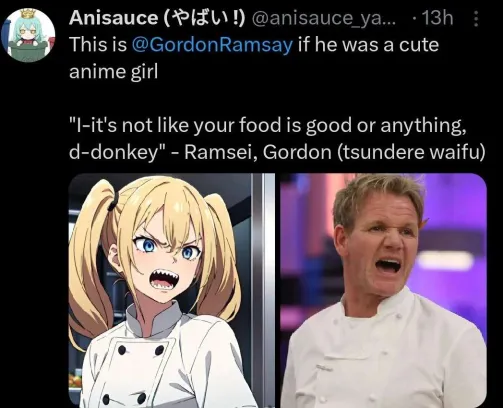 Anisauce (やばい!) @anisauce_ya... · 13h
This is @GordonRamsay if he was a cute
anime girl
"I-it's not like your food is good or anything,
d-donkey" - Ramsei, Gordon (tsundere waifu)